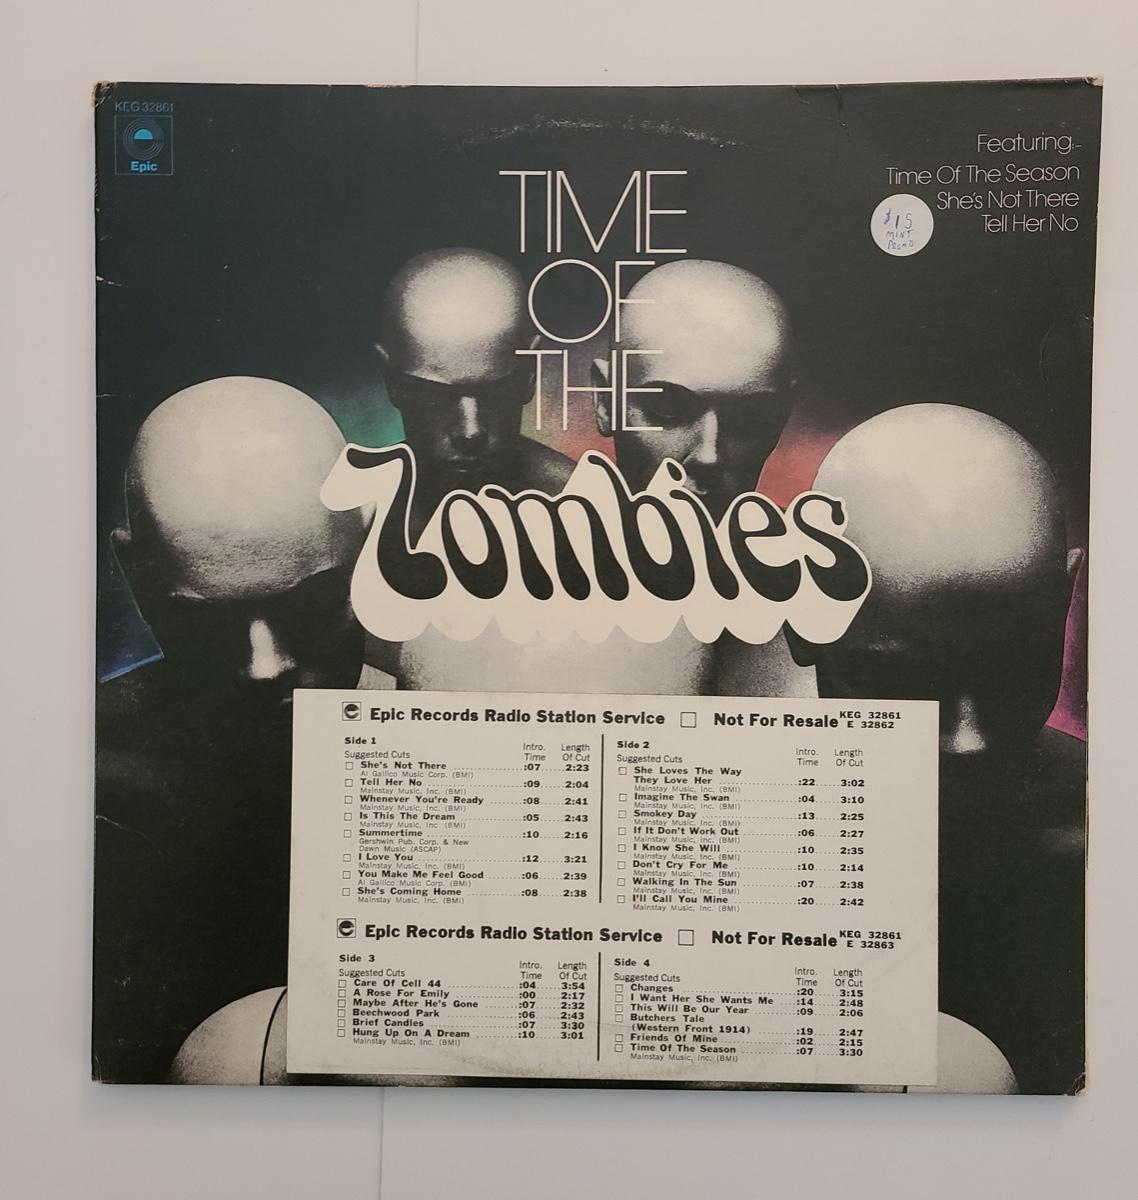 KEG 32861
Epic
Featuring:-
Time Of The Season
She's Not There
Tell Her No
$15
MINT
PROMO
TIME
OF
THE
Zombies
Epic Records Radio Station Service □ Not For Resale KEG 32861
E 32862
Side 1
Suggested Cuts Intro. Time Length Of Cut
□ She's Not There :07 2:23
Al Gallico Music Corp. (BMI)
□ Tell Her No :09 2:04
Mainstay Music, Inc. (BMI)
□ Whenever You're Ready :08 2:41
Mainstay Music, Inc. (BMI)
□ Is This The Dream :05 2:43
Mainstay Music, Inc (BMI)
□ Summertime :10 2:16
Gershwin Pub. Corp. & New
Dawn Music (ASCAP)
□ I Love You :12 3:21
Mainstay Music, Inc. (BMI)
□ You Make Me Feel Good :06 2:39
Al Gallico Music Corp. (BMI)
□ She's Coming Home :08 2:38
Mainstay Music, Inc. (BMI)
Side 2
Suggested Cuts Intro. Time Length Of Cut
□ She Loves The Way
They Love Her :22 3:02
Mainstay Music, Inc. (BMI)
□ Imagine The Swan :04 3:10
Mainstay Music, Inc. (BMI)
□ Smokey Day :13 2:25
Mainstay Music, Inc. (BMI)
□ If It Don't Work Out :06 2:27
Mainstay Music, Inc. (BMI)
□ I Know She Will :10 2:35
Mainstay Music, Inc. (BMI)
□ Don't Cry For Me :10 2:14
Mainstay Music, Inc. (BMI)
□ Walking In The Sun :07 2:38
Mainstay Music, Inc. (BMI)
□ I'll Call You Mine :20 2:42
Mainstay Music, Inc. (BMI)
Epic Records Radio Station Service □ Not For Resale KEG 32861
E 32863
Side 3
Suggested Cuts Intro. Time Length Of Cut
□ Care Of Cell 44 :04 3:54
□ A Rose For Emily :00 2:17
□ Maybe After He's Gone :07 2:32
□ Beechwood Park :06 2:43
□ Brief Candles :07 3:30
□ Hung Up On A Dream :10 3:01
Mainstay Music, Inc. (BMI)
Side 4
Suggested Cuts Intro. Time Length Of Cut
□ Changes :20 3:15
□ I Want Her She Wants Me :14 2:48
□ This Will Be Our Year :09 2:06
□ Butchers Tale
(Western Front 1914) :19 2:47
□ Friends Of Mine :02 2:15
□ Time Of The Season :07 3:30
Mainstay Music, Inc. (BMI)